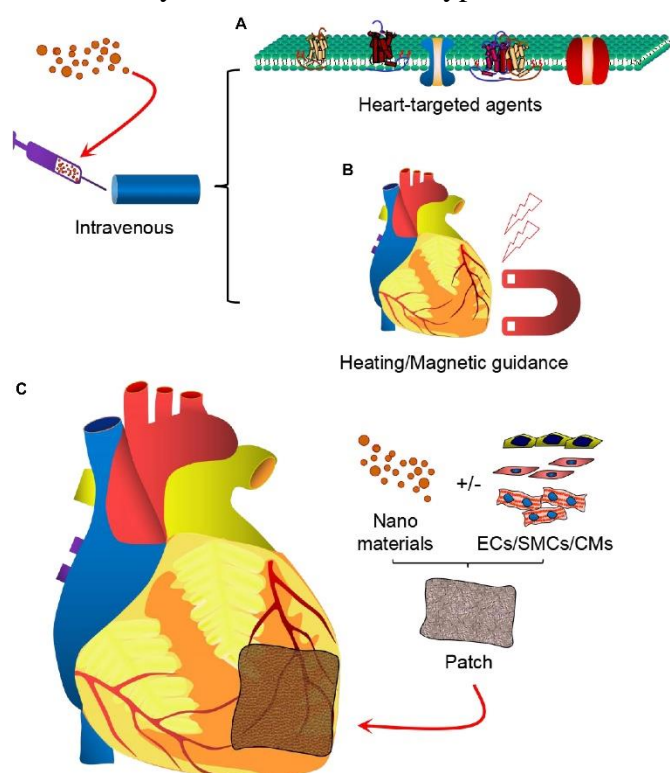 A
Heart-targeted agents
Intravenous
B
Heating/Magnetic guidance
C
+/-
Nano
materials
ECs/SMCs/CMs
Patch